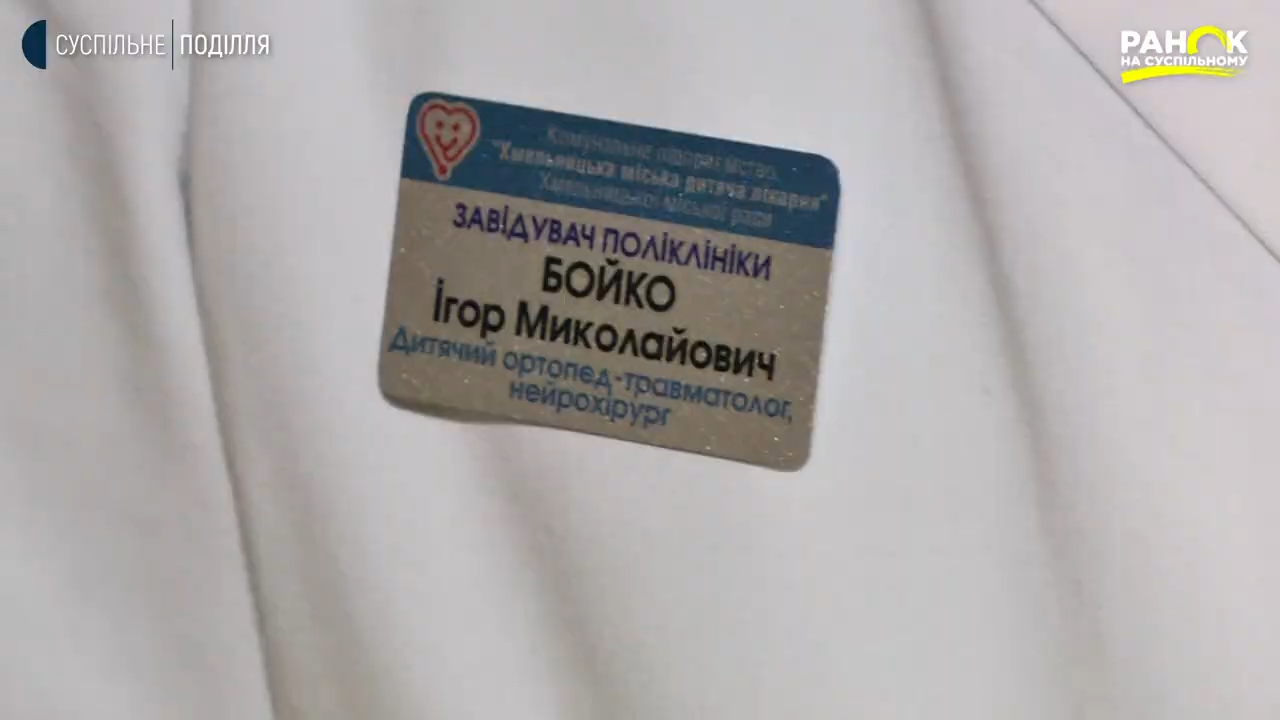 СУСПІЛЬНЕ ПОДІЛЛЯ
РАНОК
НА СУСПІЛЬНОМУ
Комунальне підприємство
"Хмельницька міська дитяча лікарня"
Хмельницької міської ради
ЗАВІДУВАЧ ПОЛІКЛІНІКИ
БОЙКО
Ігор Миколайович
Дитячий ортопед-травматолог,
нейрохірург